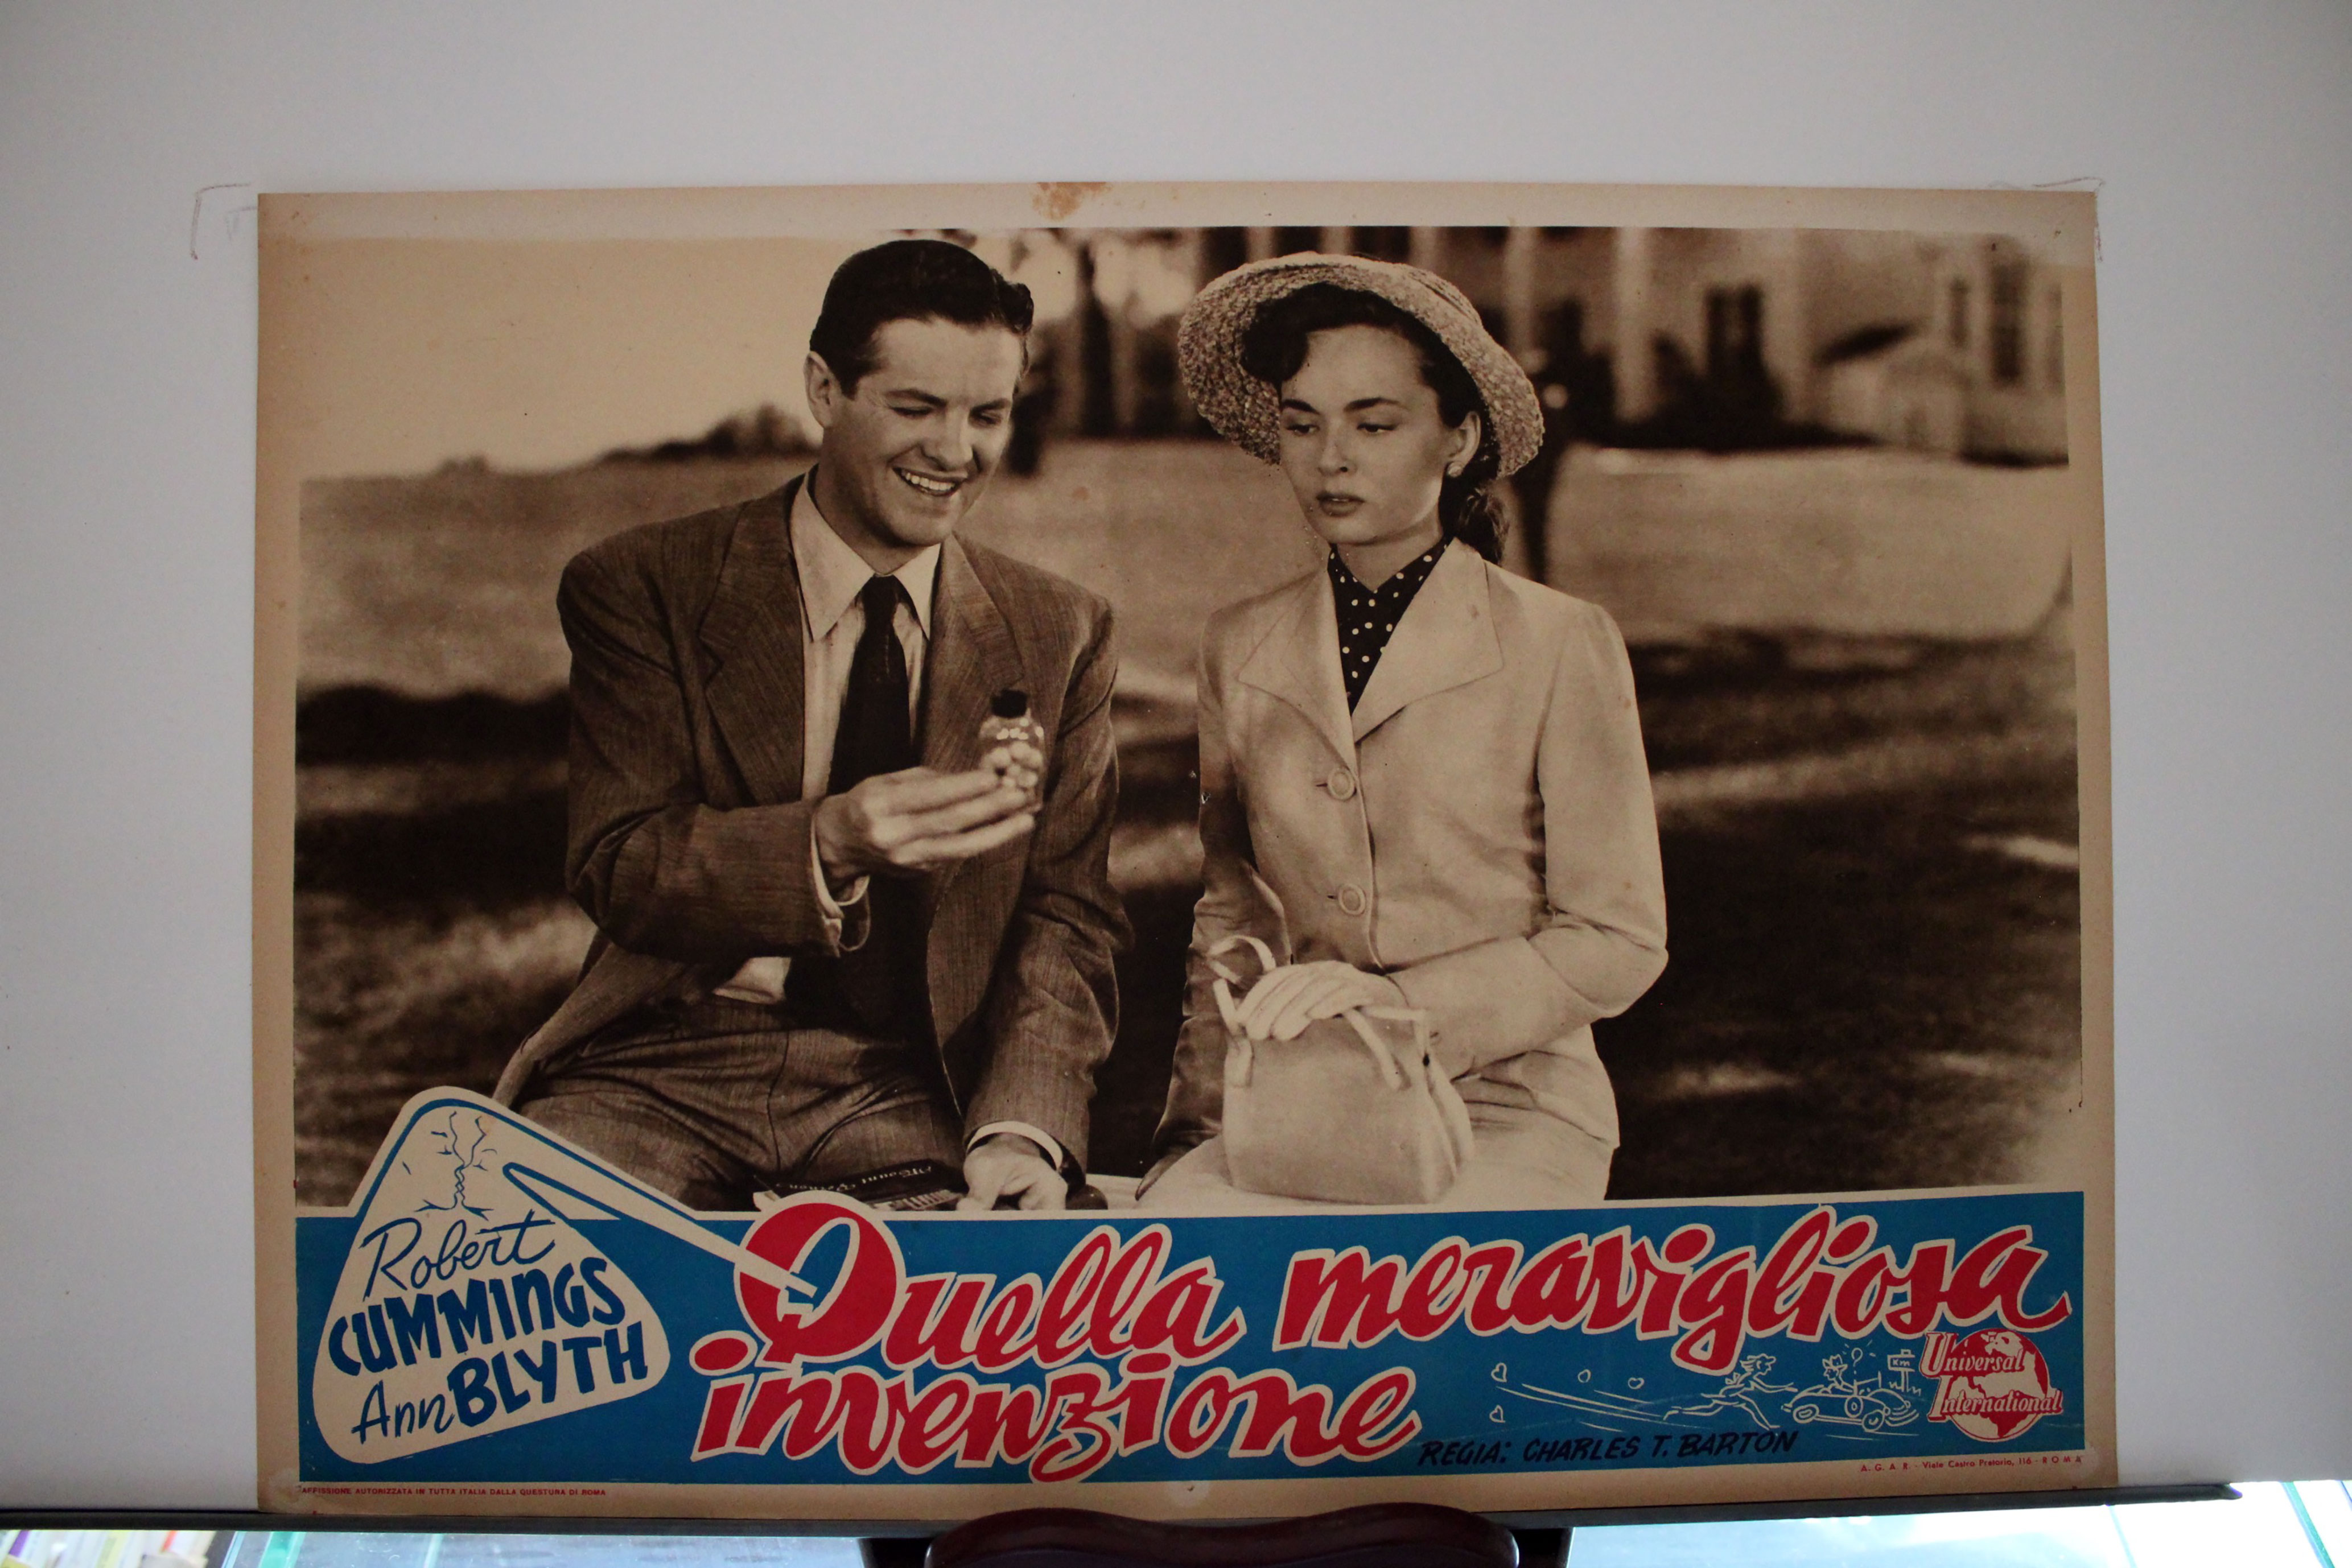 Robert
CUMMINGS
Ann BLYTH
Quella meravigliosa
invenzione
Km
Universal
International
REGIA: CHARLES T. BARTON
A. G. A. R. - Viale Castro Pretorio, 116 - ROMA
AFFISSIONE AUTORIZZATA IN TUTTA ITALIA DALLA QUESTURA DI ROMA